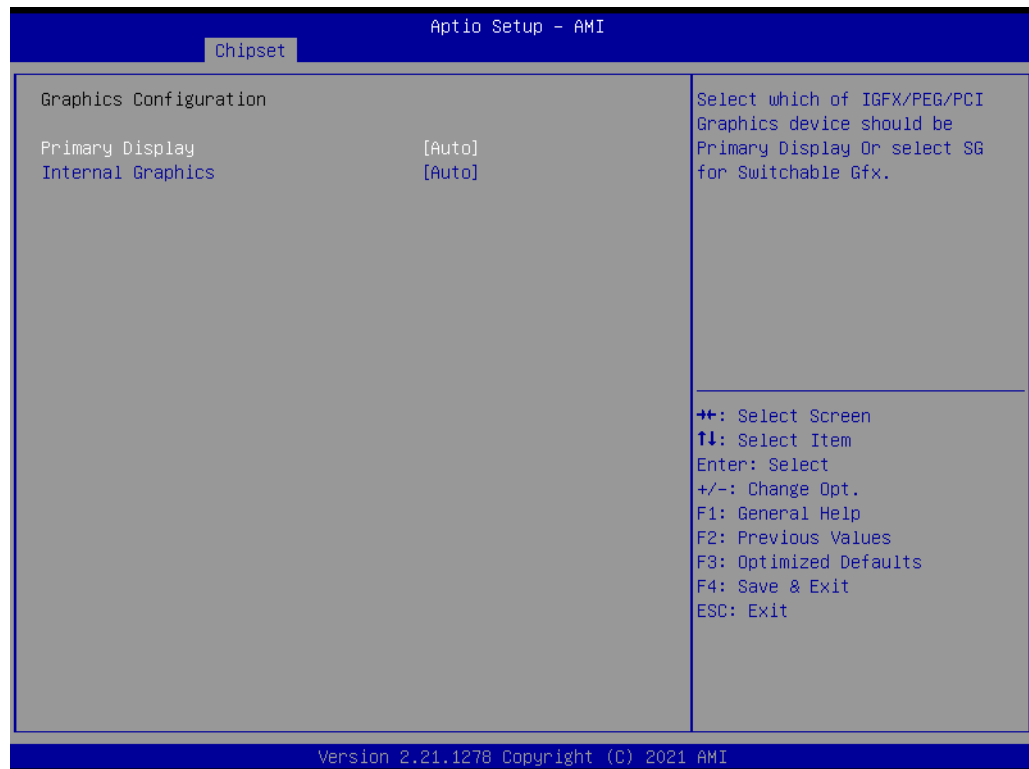 Aptio Setup – AMI
Chipset
Graphics Configuration
Primary Display [Auto]
Internal Graphics [Auto]
Select which of IGFX/PEG/PCI
Graphics device should be
Primary Display Or select SG
for Switchable Gfx.
→←: Select Screen
↑↓: Select Item
Enter: Select
+/-: Change Opt.
F1: General Help
F2: Previous Values
F3: Optimized Defaults
F4: Save & Exit
ESC: Exit
Version 2.21.1278 Copyright (C) 2021 AMI